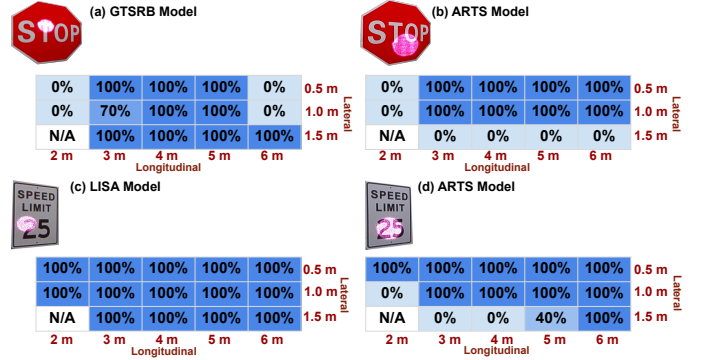 (a) GTSRB Model
STOP
0% 100% 100% 100% 0% 0.5 m
0% 70% 100% 100% 0% 1.0 m
N/A 100% 100% 100% 100% 1.5 m
Lateral
2 m 3 m 4 m 5 m 6 m
Longitudinal
(b) ARTS Model
STOP
0% 100% 100% 100% 100% 0.5 m
0% 100% 100% 100% 100% 1.0 m
N/A 0% 0% 0% 0% 1.5 m
Lateral
2 m 3 m 4 m 5 m 6 m
Longitudinal
(c) LISA Model
SPEED
LIMIT
25
100% 100% 100% 100% 100% 0.5 m
100% 100% 100% 100% 100% 1.0 m
N/A 100% 100% 100% 100% 1.5 m
Lateral
2 m 3 m 4 m 5 m 6 m
Longitudinal
(d) ARTS Model
SPEED
LIMIT
25
100% 100% 100% 100% 100% 0.5 m
0% 100% 100% 100% 100% 1.0 m
N/A 0% 0% 40% 100% 1.5 m
Lateral
2 m 3 m 4 m 5 m 6 m
Longitudinal